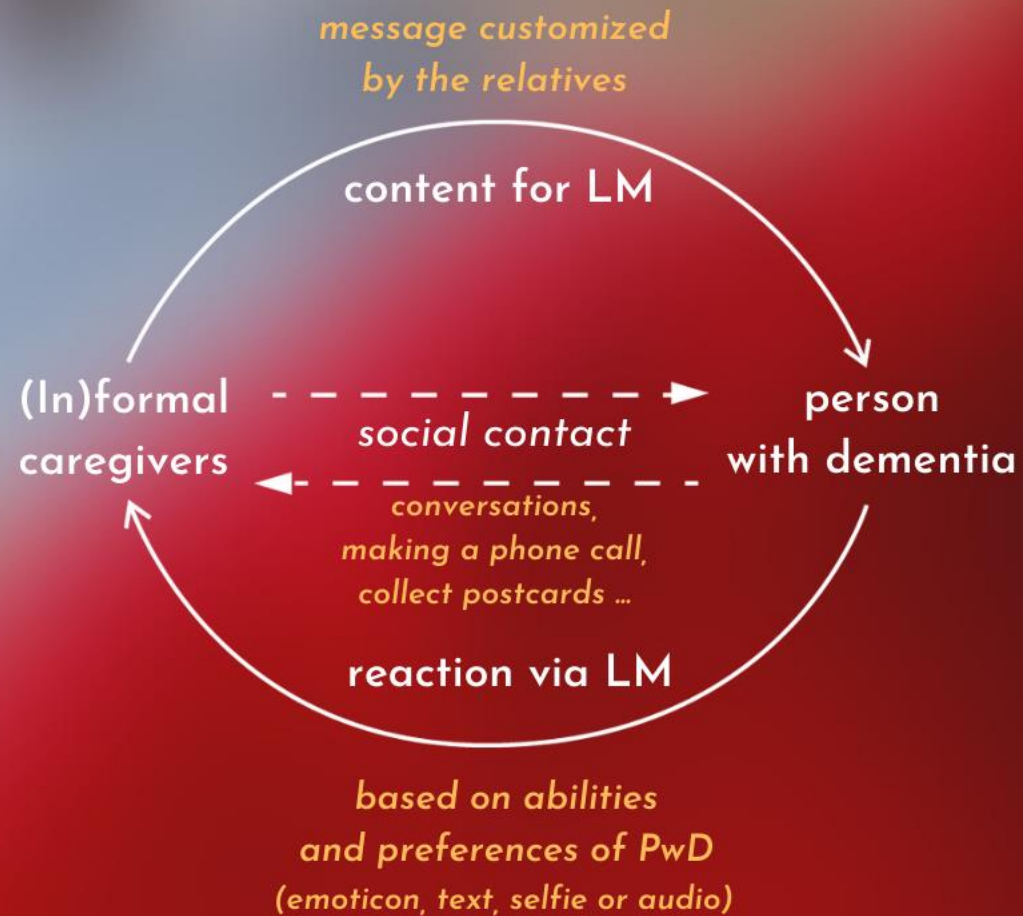 message customized
by the relatives
content for LM
(In)formal
caregivers
social contact
person
with dementia
conversations,
making a phone call,
collect postcards ...
reaction via LM
based on abilities
and preferences of PwD
(emoticon, text, selfie or audio)